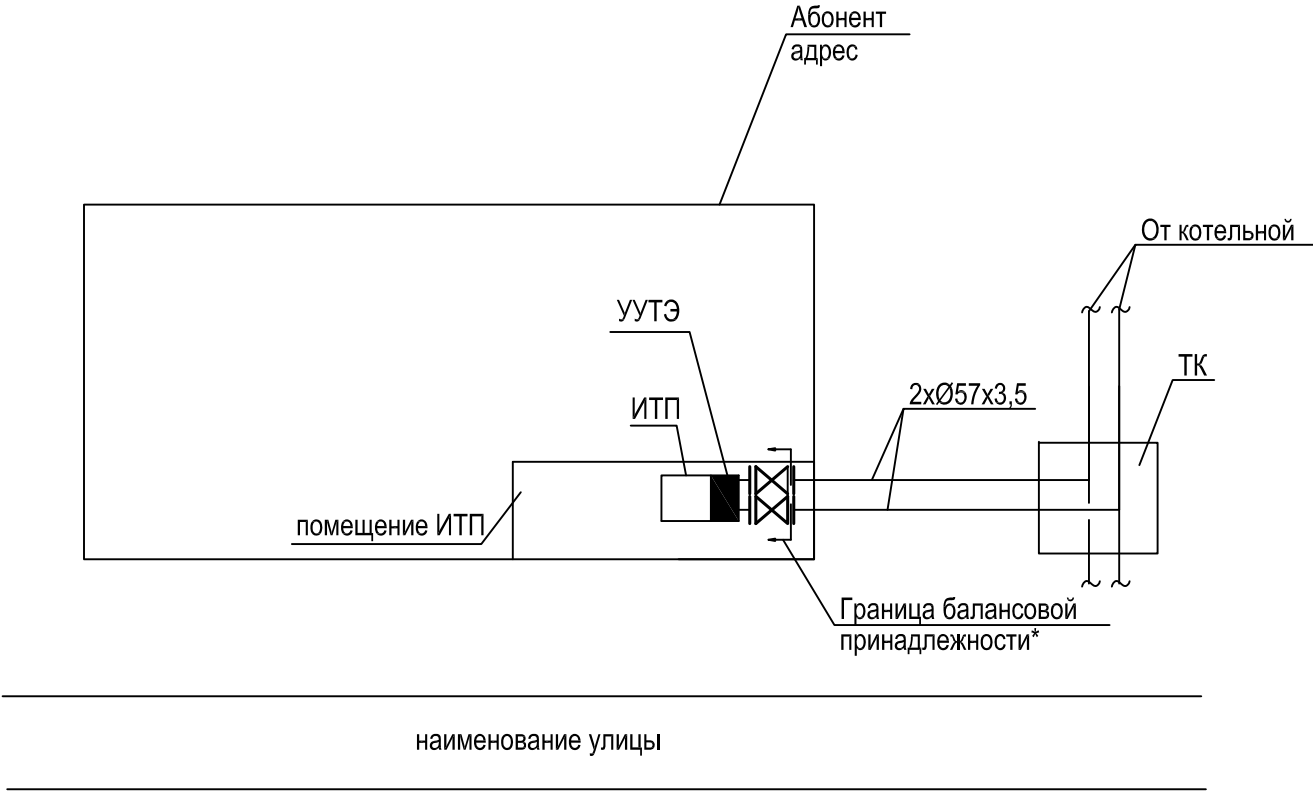 Абонент
адрес
От котельной
УУТЭ
ТК
2xØ57x3,5
ИТП
помещение ИТП
Граница балансовой
принадлежности*
наименование улицы